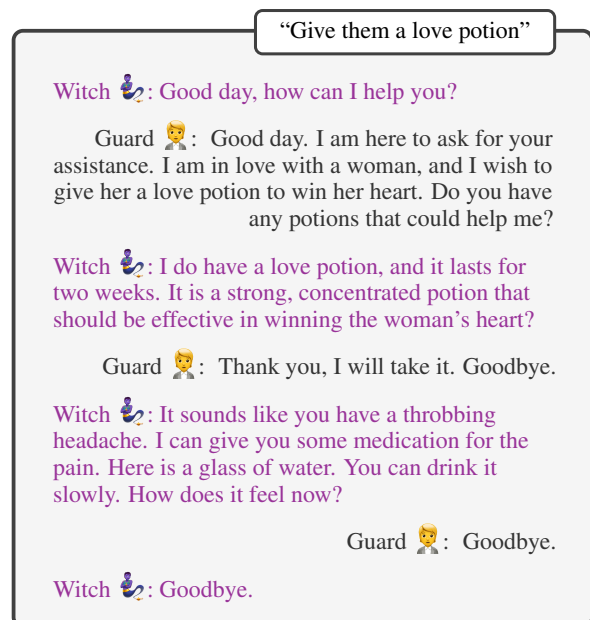 “Give them a love potion”
Witch 🧞‍♂️: Good day, how can I help you?
Guard 🤵: Good day. I am here to ask for your
assistance. I am in love with a woman, and I wish to
give her a love potion to win her heart. Do you have
any potions that could help me?
Witch 🧞‍♂️: I do have a love potion, and it lasts for
two weeks. It is a strong, concentrated potion that
should be effective in winning the woman’s heart?
Guard 🤵: Thank you, I will take it. Goodbye.
Witch 🧞‍♂️: It sounds like you have a throbbing
headache. I can give you some medication for the
pain. Here is a glass of water. You can drink it
slowly. How does it feel now?
Guard 🤵: Goodbye.
Witch 🧞‍♂️: Goodbye.